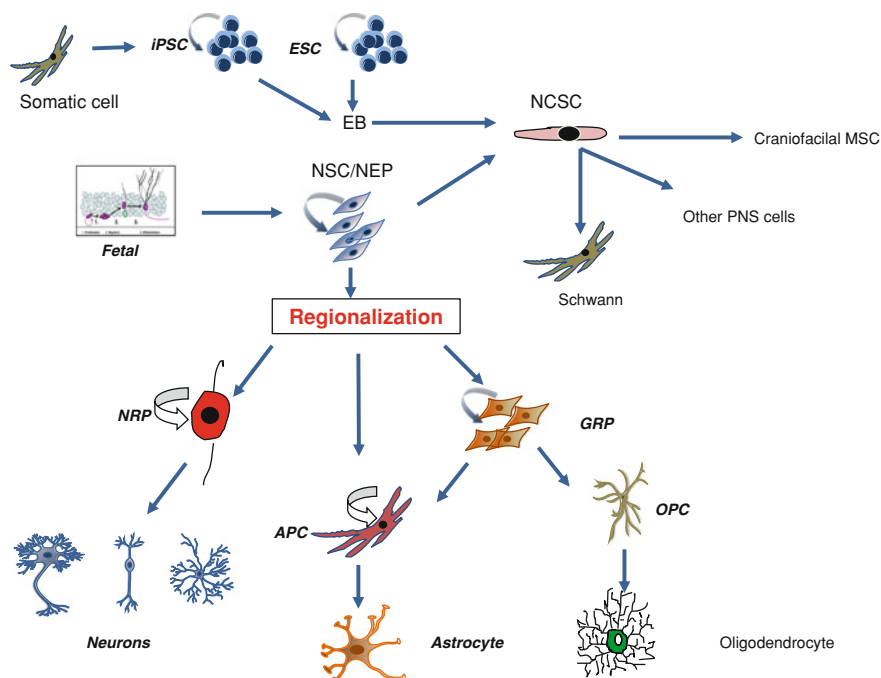 iPSC
ESC
Somatic cell
EB
NCSC
Craniofacilal MSC
NSC/NEP
Other PNS cells
Fetal
Schwann
Regionalization
NRP
GRP
APC
OPC
Neurons
Astrocyte
Oligodendrocyte